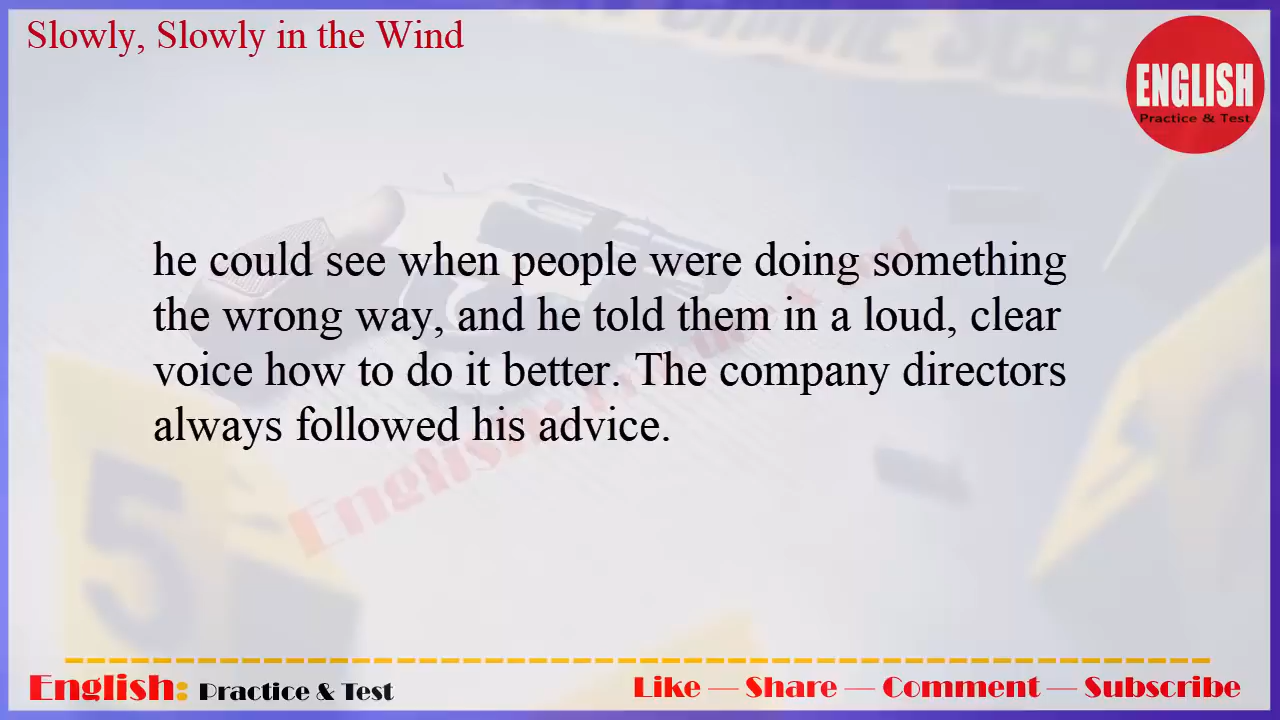 Slowly, Slowly in the Wind
ENGLISH
Practice & Test
he could see when people were doing something
the wrong way, and he told them in a loud, clear
voice how to do it better. The company directors
always followed his advice.
5
English: Practice & Test
Like — Share — Comment — Subscribe